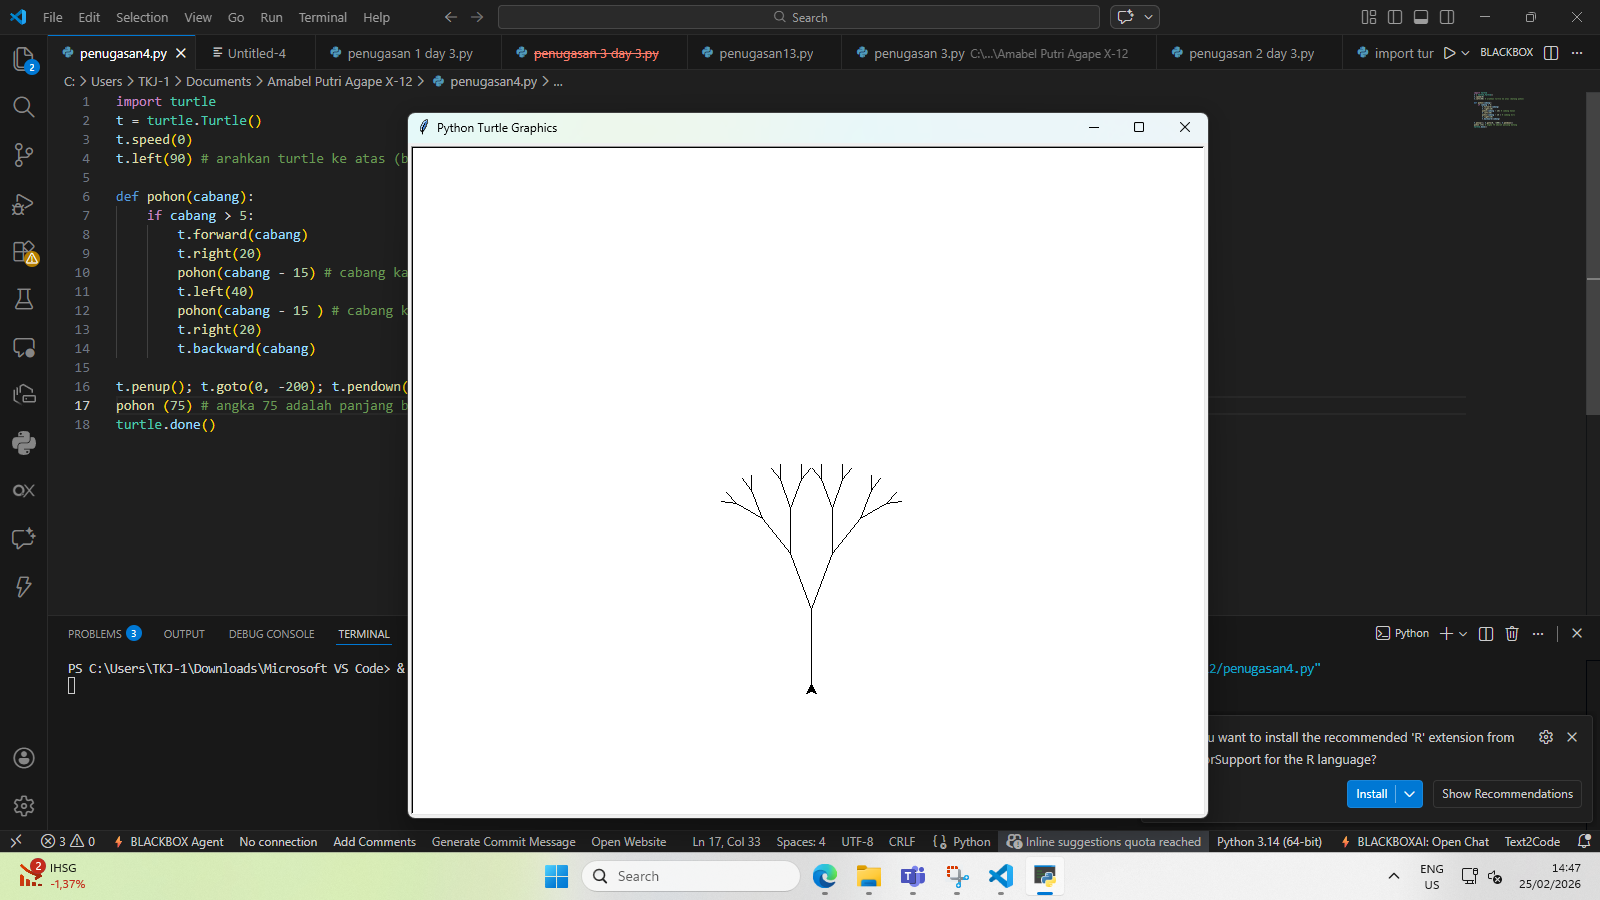 File Edit Selection View Go Run Terminal Help
Search
penugasan4.py
Untitled-4
penugasan 1 day 3.py
penugasan 3 day 3.py
penugasan13.py
penugasan 3.py C:\...\Amabel Putri Agape X-12
penugasan 2 day 3.py
import tur
BLACKBOX
2
C: > Users > TKJ-1 > Documents > Amabel Putri Agape X-12 > penugasan4.py > ...
1 import turtle
2 t = turtle.Turtle()
3 t.speed(0)
4 t.left(90) # arahkan turtle ke atas (b
5
6 def pohon(cabang):
7 if cabang > 5:
8 t.forward(cabang)
9 t.right(20)
10 pohon(cabang - 15) # cabang ka
11 t.left(40)
12 pohon(cabang - 15 ) # cabang k
13 t.right(20)
14 t.backward(cabang)
15
16 t.penup(); t.goto(0, -200); t.pendown(
17 pohon (75) # angka 75 adalah panjang b
18 turtle.done()
Python Turtle Graphics
PROBLEMS 3 OUTPUT DEBUG CONSOLE TERMINAL
Python
PS C:\Users\TKJ-1\Downloads\Microsoft VS Code> &
2/penugasan4.py"
u want to install the recommended 'R' extension from
orSupport for the R language?
Install
Show Recommendations
3 0 BLACKBOX Agent No connection Add Comments Generate Commit Message Open Website Ln 17, Col 33 Spaces: 4 UTF-8 CRLF {} Python Inline suggestions quota reached Python 3.14 (64-bit) BLACKBOXAI: Open Chat Text2Code
2
IHSG
-1,37%
Search
ENG
US
14:47
25/02/2026